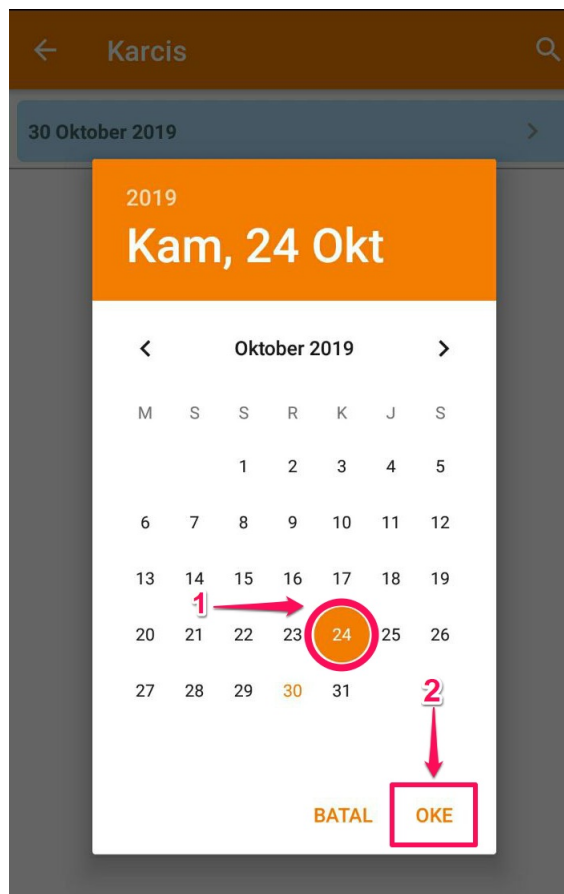 Karcis
30 Oktober 2019
2019
Kam, 24 Okt
Oktober 2019
M S S R K J S
1 2 3 4 5
6 7 8 9 10 11 12
13 14 15 16 17 18 19
1
20 21 22 23 24 25 26
27 28 29 30 31
2
BATAL OKE